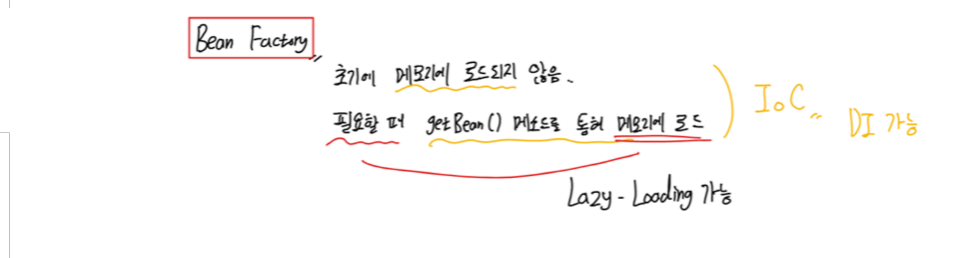 Bean Factory
초기에 메모리에 로드되지 않음.
필요할 때 getBean() 메소드로 통해 메모리에 로드
IoC
DI 가능
Lazy - Loading 가능